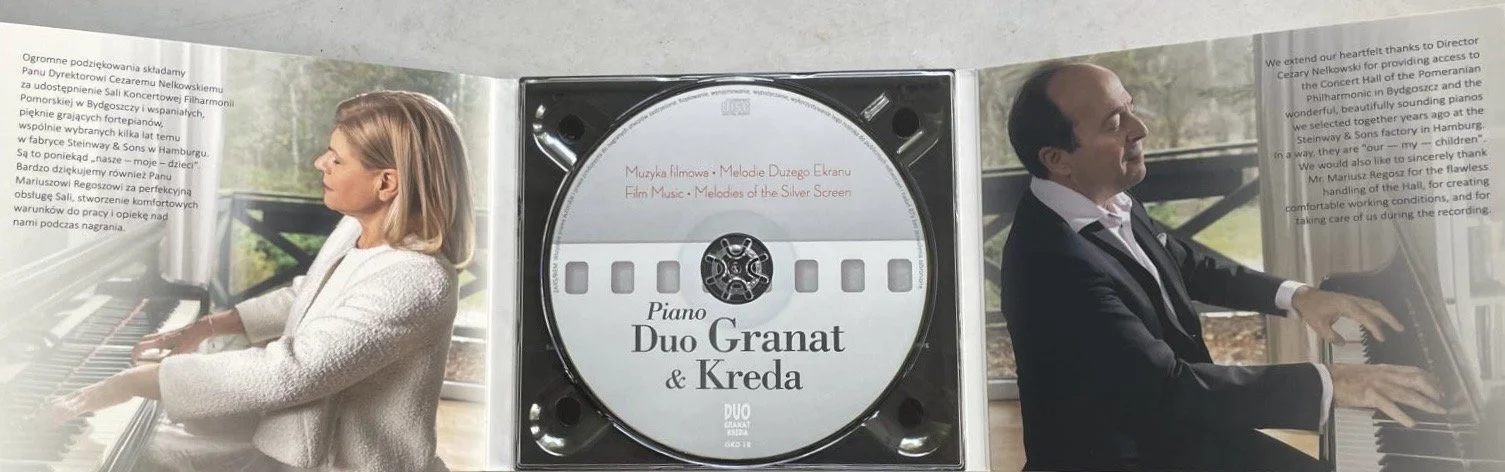 Ogromne podziękowania składamy
Panu Dyrektorowi Cezaremu Nelkowskiemu
za udostępnienie Sali Koncertowej Filharmonii
Pomorskiej w Bydgoszczy i wspaniałych,
pięknie grających fortepianów,
wspólnie wybranych kilka lat temu
w fabryce Steinway & Sons w Hamburgu.
Są to poniekąd „nasze – moje – dzieci”.
Bardzo dziękujemy również Panu
Mariuszowi Regoszowi za perfekcyjną
obsługę Sali, stworzenie komfortowych
warunków do pracy i opiekę nad
nami podczas nagrania.
Muzyka filmowa • Melodie Dużego Ekranu
Film Music • Melodies of the Silver Screen
Piano
Duo Granat
& Kreda
DUO
GRANAT
KREDA
GKD 18
We extend our heartfelt thanks to Director
Cezary Nelkowski for providing access to
the Concert Hall of the Pomeranian
Philharmonic in Bydgoszcz and the
wonderful, beautifully sounding pianos
we selected together years ago at the
Steinway & Sons factory in Hamburg.
In a way, they are “our — my — children”.
We would also like to sincerely thank
Mr. Mariusz Regosz for the flawless
handling of the Hall, for creating
comfortable working conditions, and for
taking care of us during the recording.